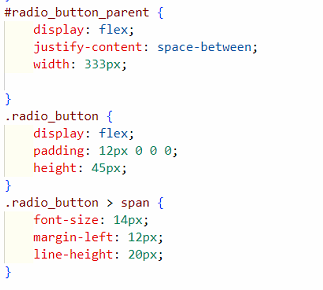 #radio_button_parent {
    display: flex;
    justify-content: space-between;
    width: 333px;

}
.radio_button {
    display: flex;
    padding: 12px 0 0 0;
    height: 45px;
}
.radio_button > span {
    font-size: 14px;
    margin-left: 12px;
    line-height: 20px;
}